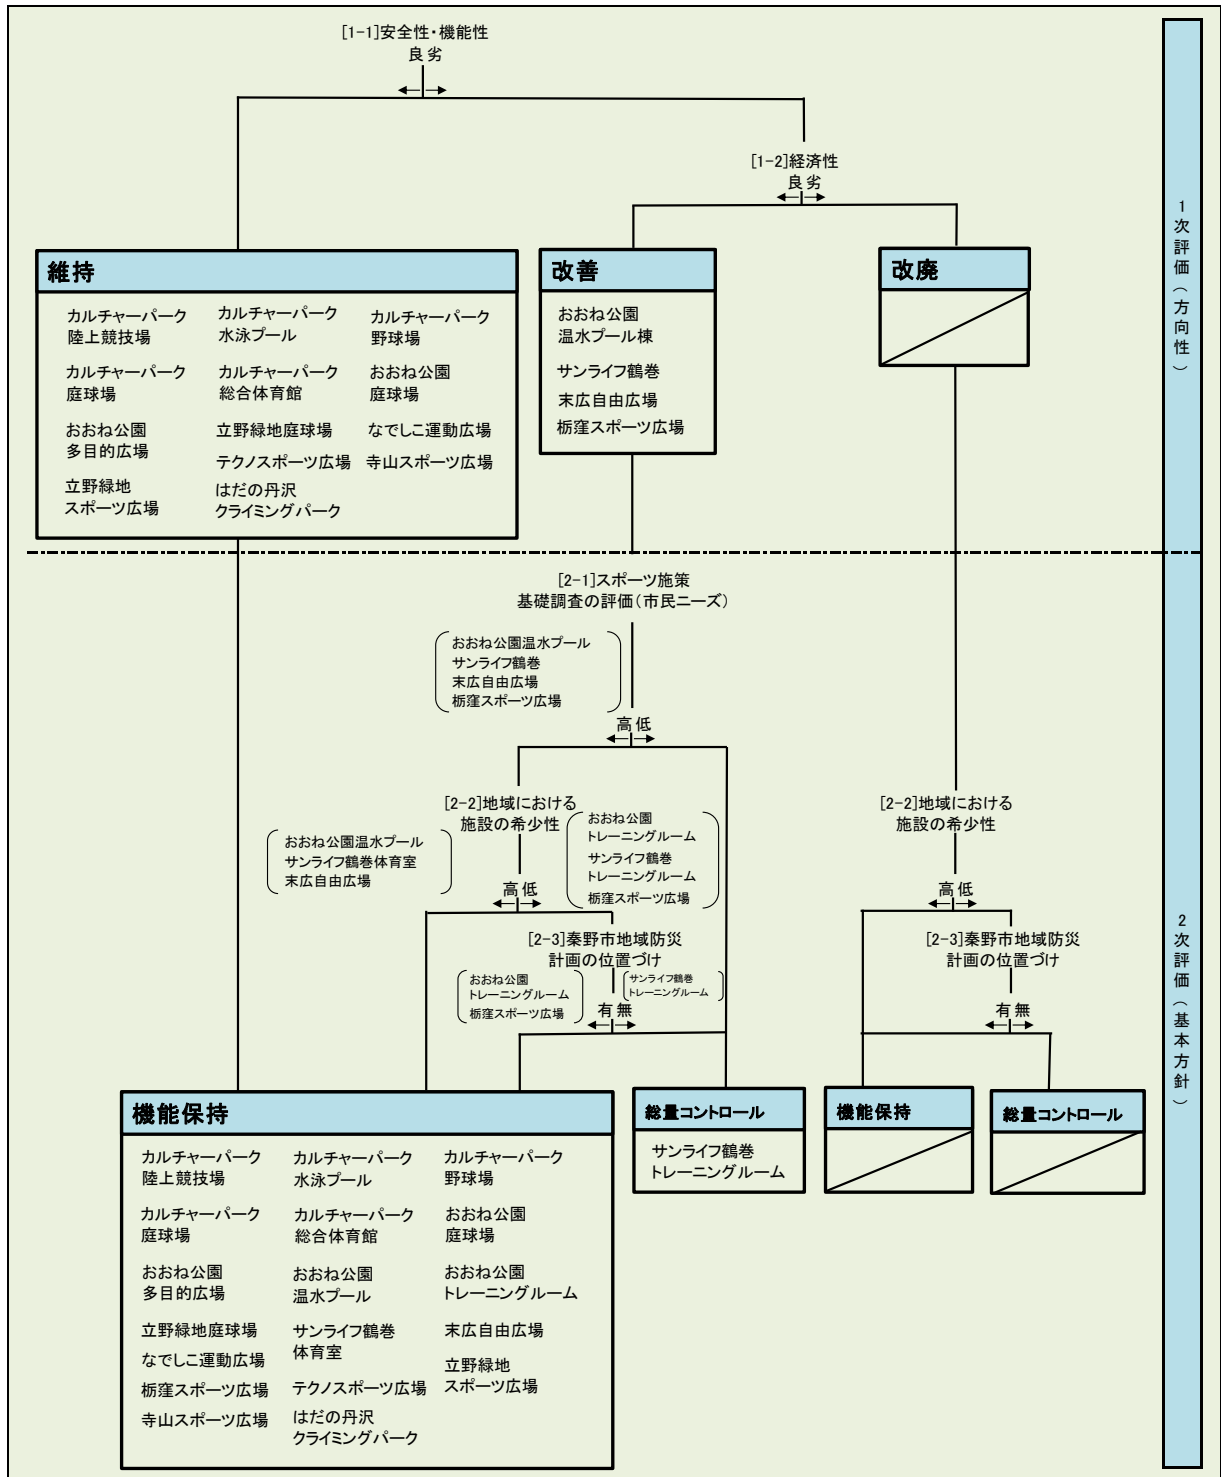 [1-1]安全性・機能性
良劣
[1-2]経済性
良劣
維持
カルチャーパーク
陸上競技場
カルチャーパーク
水泳プール
カルチャーパーク
野球場
カルチャーパーク
庭球場
カルチャーパーク
総合体育館
おおね公園
庭球場
おおね公園
多目的広場
立野緑地庭球場
なでしこ運動広場
テクノスポーツ広場
寺山スポーツ広場
立野緑地
スポーツ広場
はだの丹沢
クライミングパーク
改善
おおね公園
温水プール棟
サンライフ鶴巻
末広自由広場
栃窪スポーツ広場
改廃
1次評価(方向性)
[2-1]スポーツ施策
基礎調査の評価(市民ニーズ)
おおね公園温水プール
サンライフ鶴巻
末広自由広場
栃窪スポーツ広場
高低
[2-2]地域における
施設の希少性
おおね公園温水プール
サンライフ鶴巻体育室
末広自由広場
おおね公園
トレーニングルーム
サンライフ鶴巻
トレーニングルーム
栃窪スポーツ広場
高低
[2-3]秦野市地域防災
計画の位置づけ
おおね公園
トレーニングルーム
栃窪スポーツ広場
サンライフ鶴巻
トレーニングルーム
有無
[2-2]地域における
施設の希少性
高低
[2-3]秦野市地域防災
計画の位置づけ
有無
2次評価(基本方針)
機能保持
カルチャーパーク
陸上競技場
カルチャーパーク
水泳プール
カルチャーパーク
野球場
カルチャーパーク
庭球場
カルチャーパーク
総合体育館
おおね公園
庭球場
おおね公園
多目的広場
おおね公園
温水プール
おおね公園
トレーニングルーム
立野緑地庭球場
サンライフ鶴巻
体育室
末広自由広場
なでしこ運動広場
立野緑地
スポーツ広場
栃窪スポーツ広場
テクノスポーツ広場
寺山スポーツ広場
はだの丹沢
クライミングパーク
総量コントロール
サンライフ鶴巻
トレーニングルーム
機能保持
総量コントロール